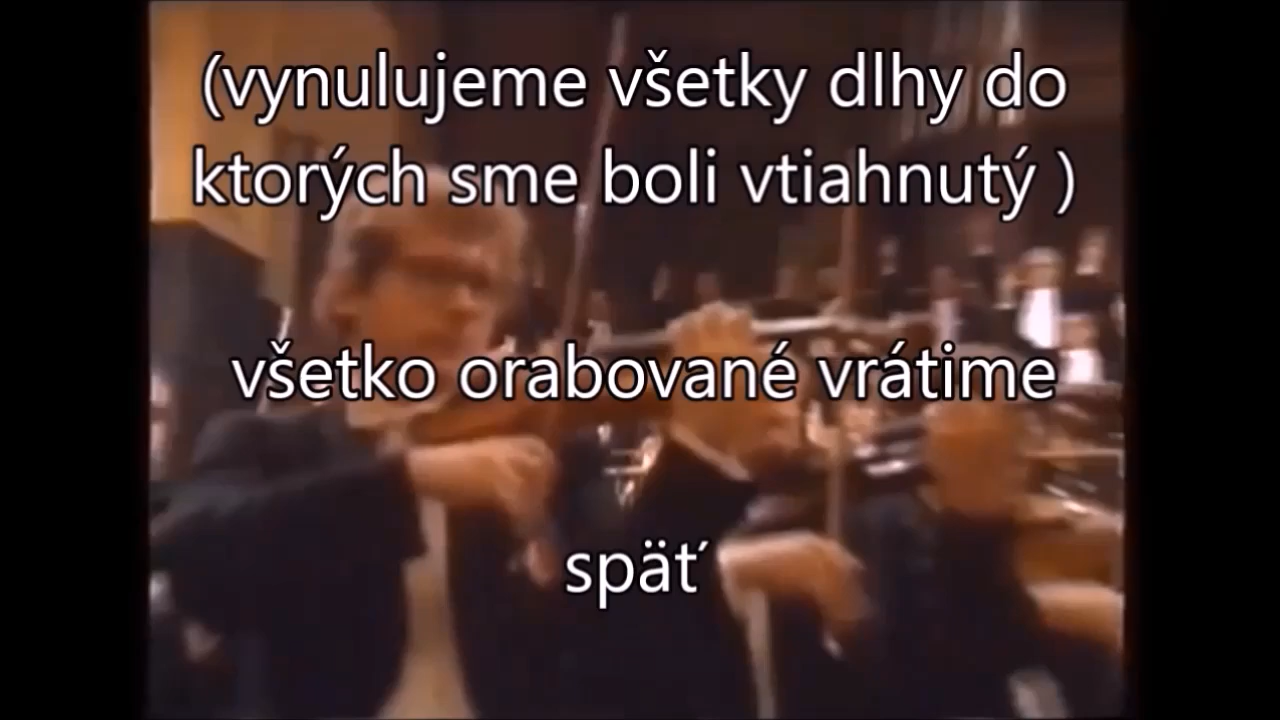 (vynulujeme všetky dlhy do
ktorých sme boli vtiahnutý )
všetko orabované vrátime
späť